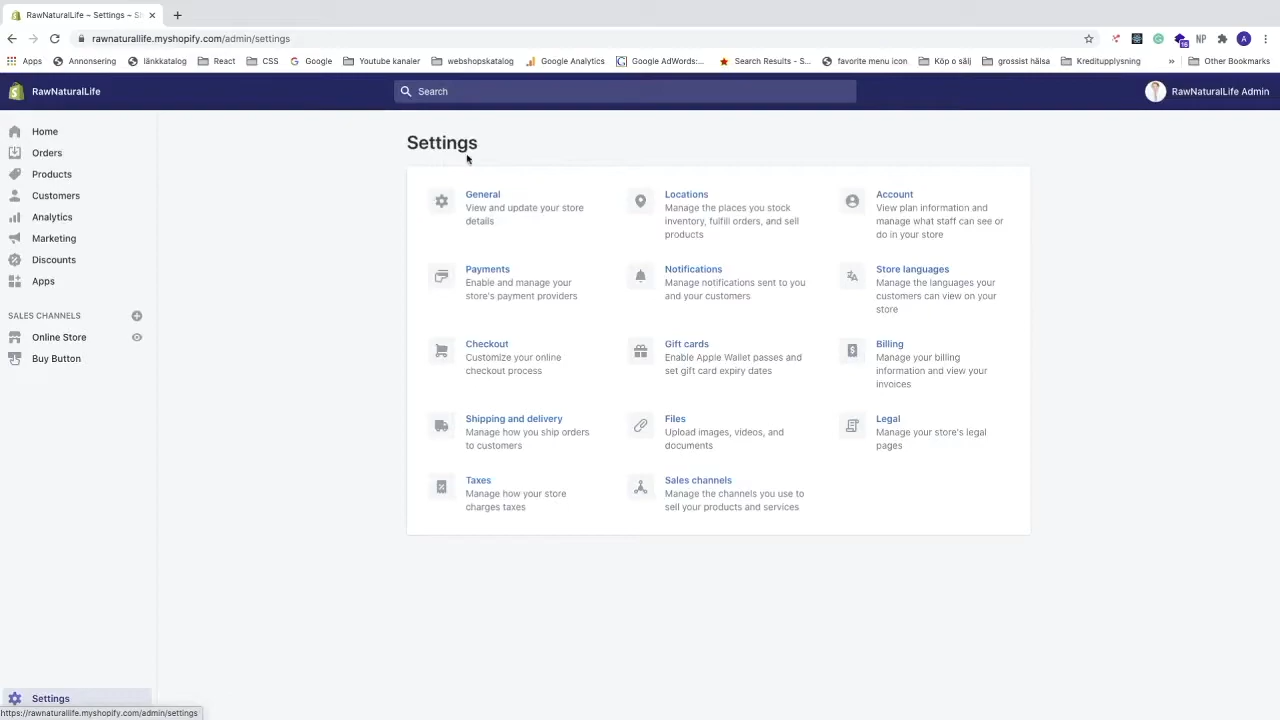 RawNaturalLife ~ Settings ~ Sh
rawnaturallife.myshopify.com/admin/settings
16
NP
A
Apps
Annonsering
länkkatalog
React
CSS
Google
Youtube kanaler
webshopskatalog
Google Analytics
Google AdWords:...
Search Results - S...
favorite menu icon
Köp o sälj
grossist hälsa
Kreditupplysning
»
Other Bookmarks
RawNaturalLife
Search
RawNaturalLife Admin
Home
Orders
Products
Customers
Analytics
Marketing
Discounts
Apps
SALES CHANNELS
Online Store
Buy Button
Settings
https://rawnaturallife.myshopify.com/admin/settings
Settings
General
View and update your store
details
Locations
Manage the places you stock
inventory, fulfill orders, and sell
products
Account
View plan information and
manage what staff can see or
do in your store
Payments
Enable and manage your
store's payment providers
Notifications
Manage notifications sent to you
and your customers
Store languages
Manage the languages your
customers can view on your
store
Checkout
Customize your online
checkout process
Gift cards
Enable Apple Wallet passes and
set gift card expiry dates
Billing
Manage your billing
information and view your
invoices
Shipping and delivery
Manage how you ship orders
to customers
Files
Upload images, videos, and
documents
Legal
Manage your store's legal
pages
Taxes
Manage how your store
charges taxes
Sales channels
Manage the channels you use to
sell your products and services